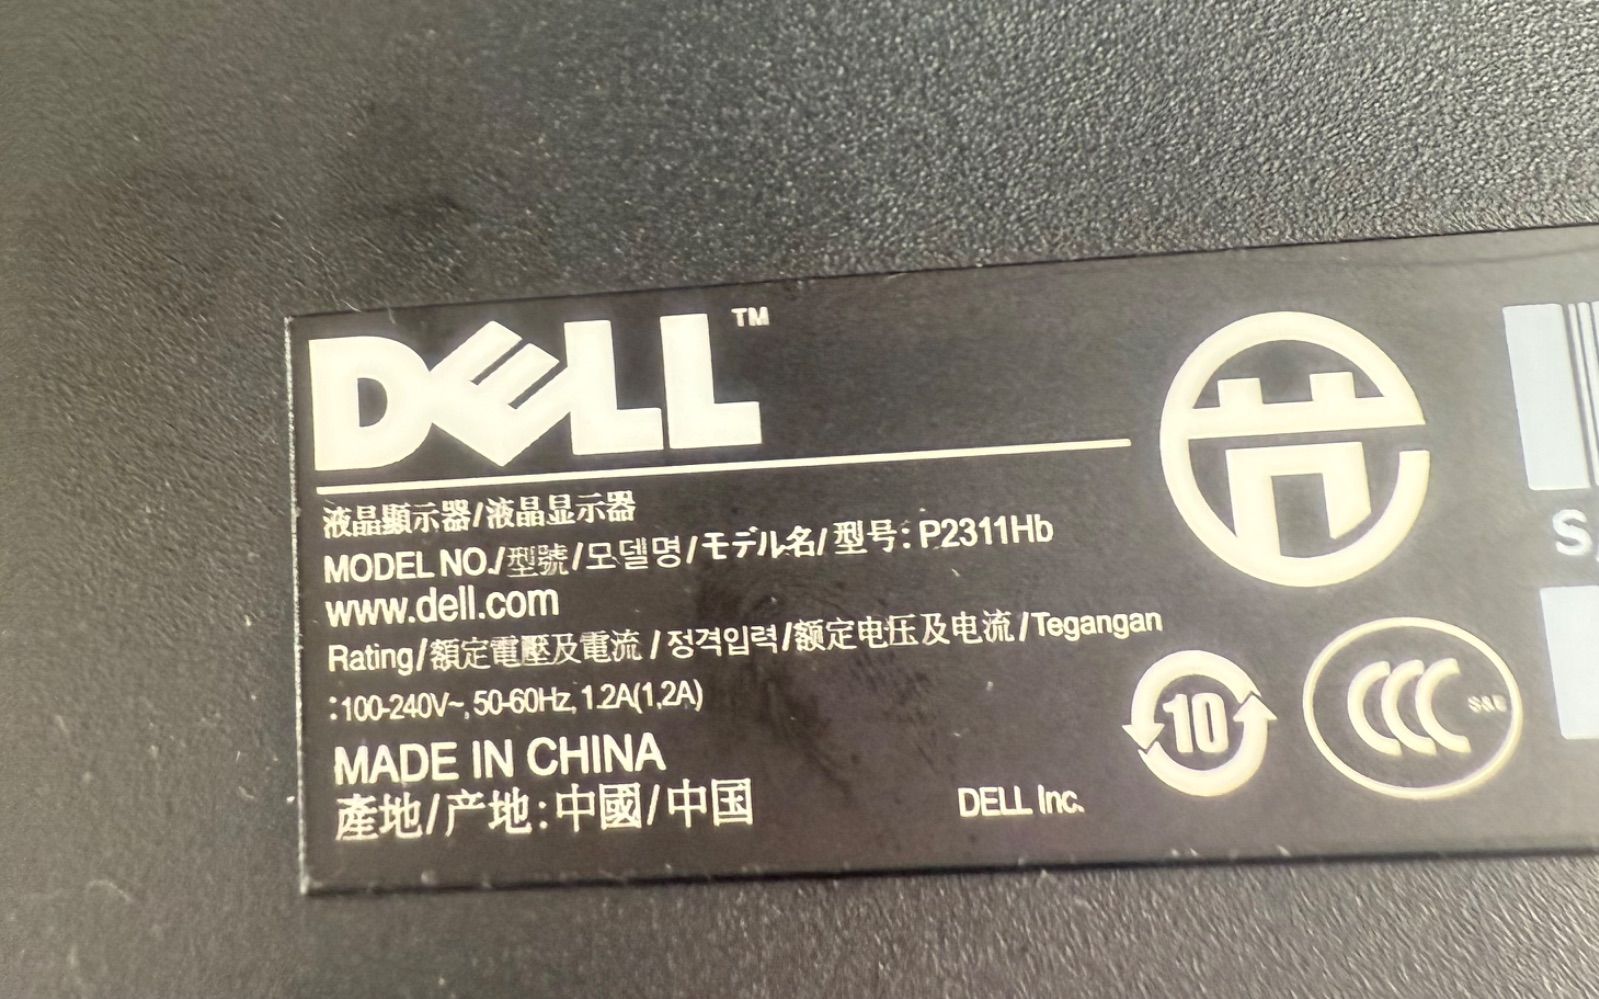 DELL™
液晶顯示器/液晶显示器
MODEL NO./型號/모델명/モデル名/型号: P2311Hb
www.dell.com
Rating/額定電壓及電流/정격입력/额定电压及电流/Tegangan
:100-240V~, 50-60Hz, 1.2A(1,2A)
MADE IN CHINA
產地/产地:中國/中国
DELL Inc.
10
CCC
S&E